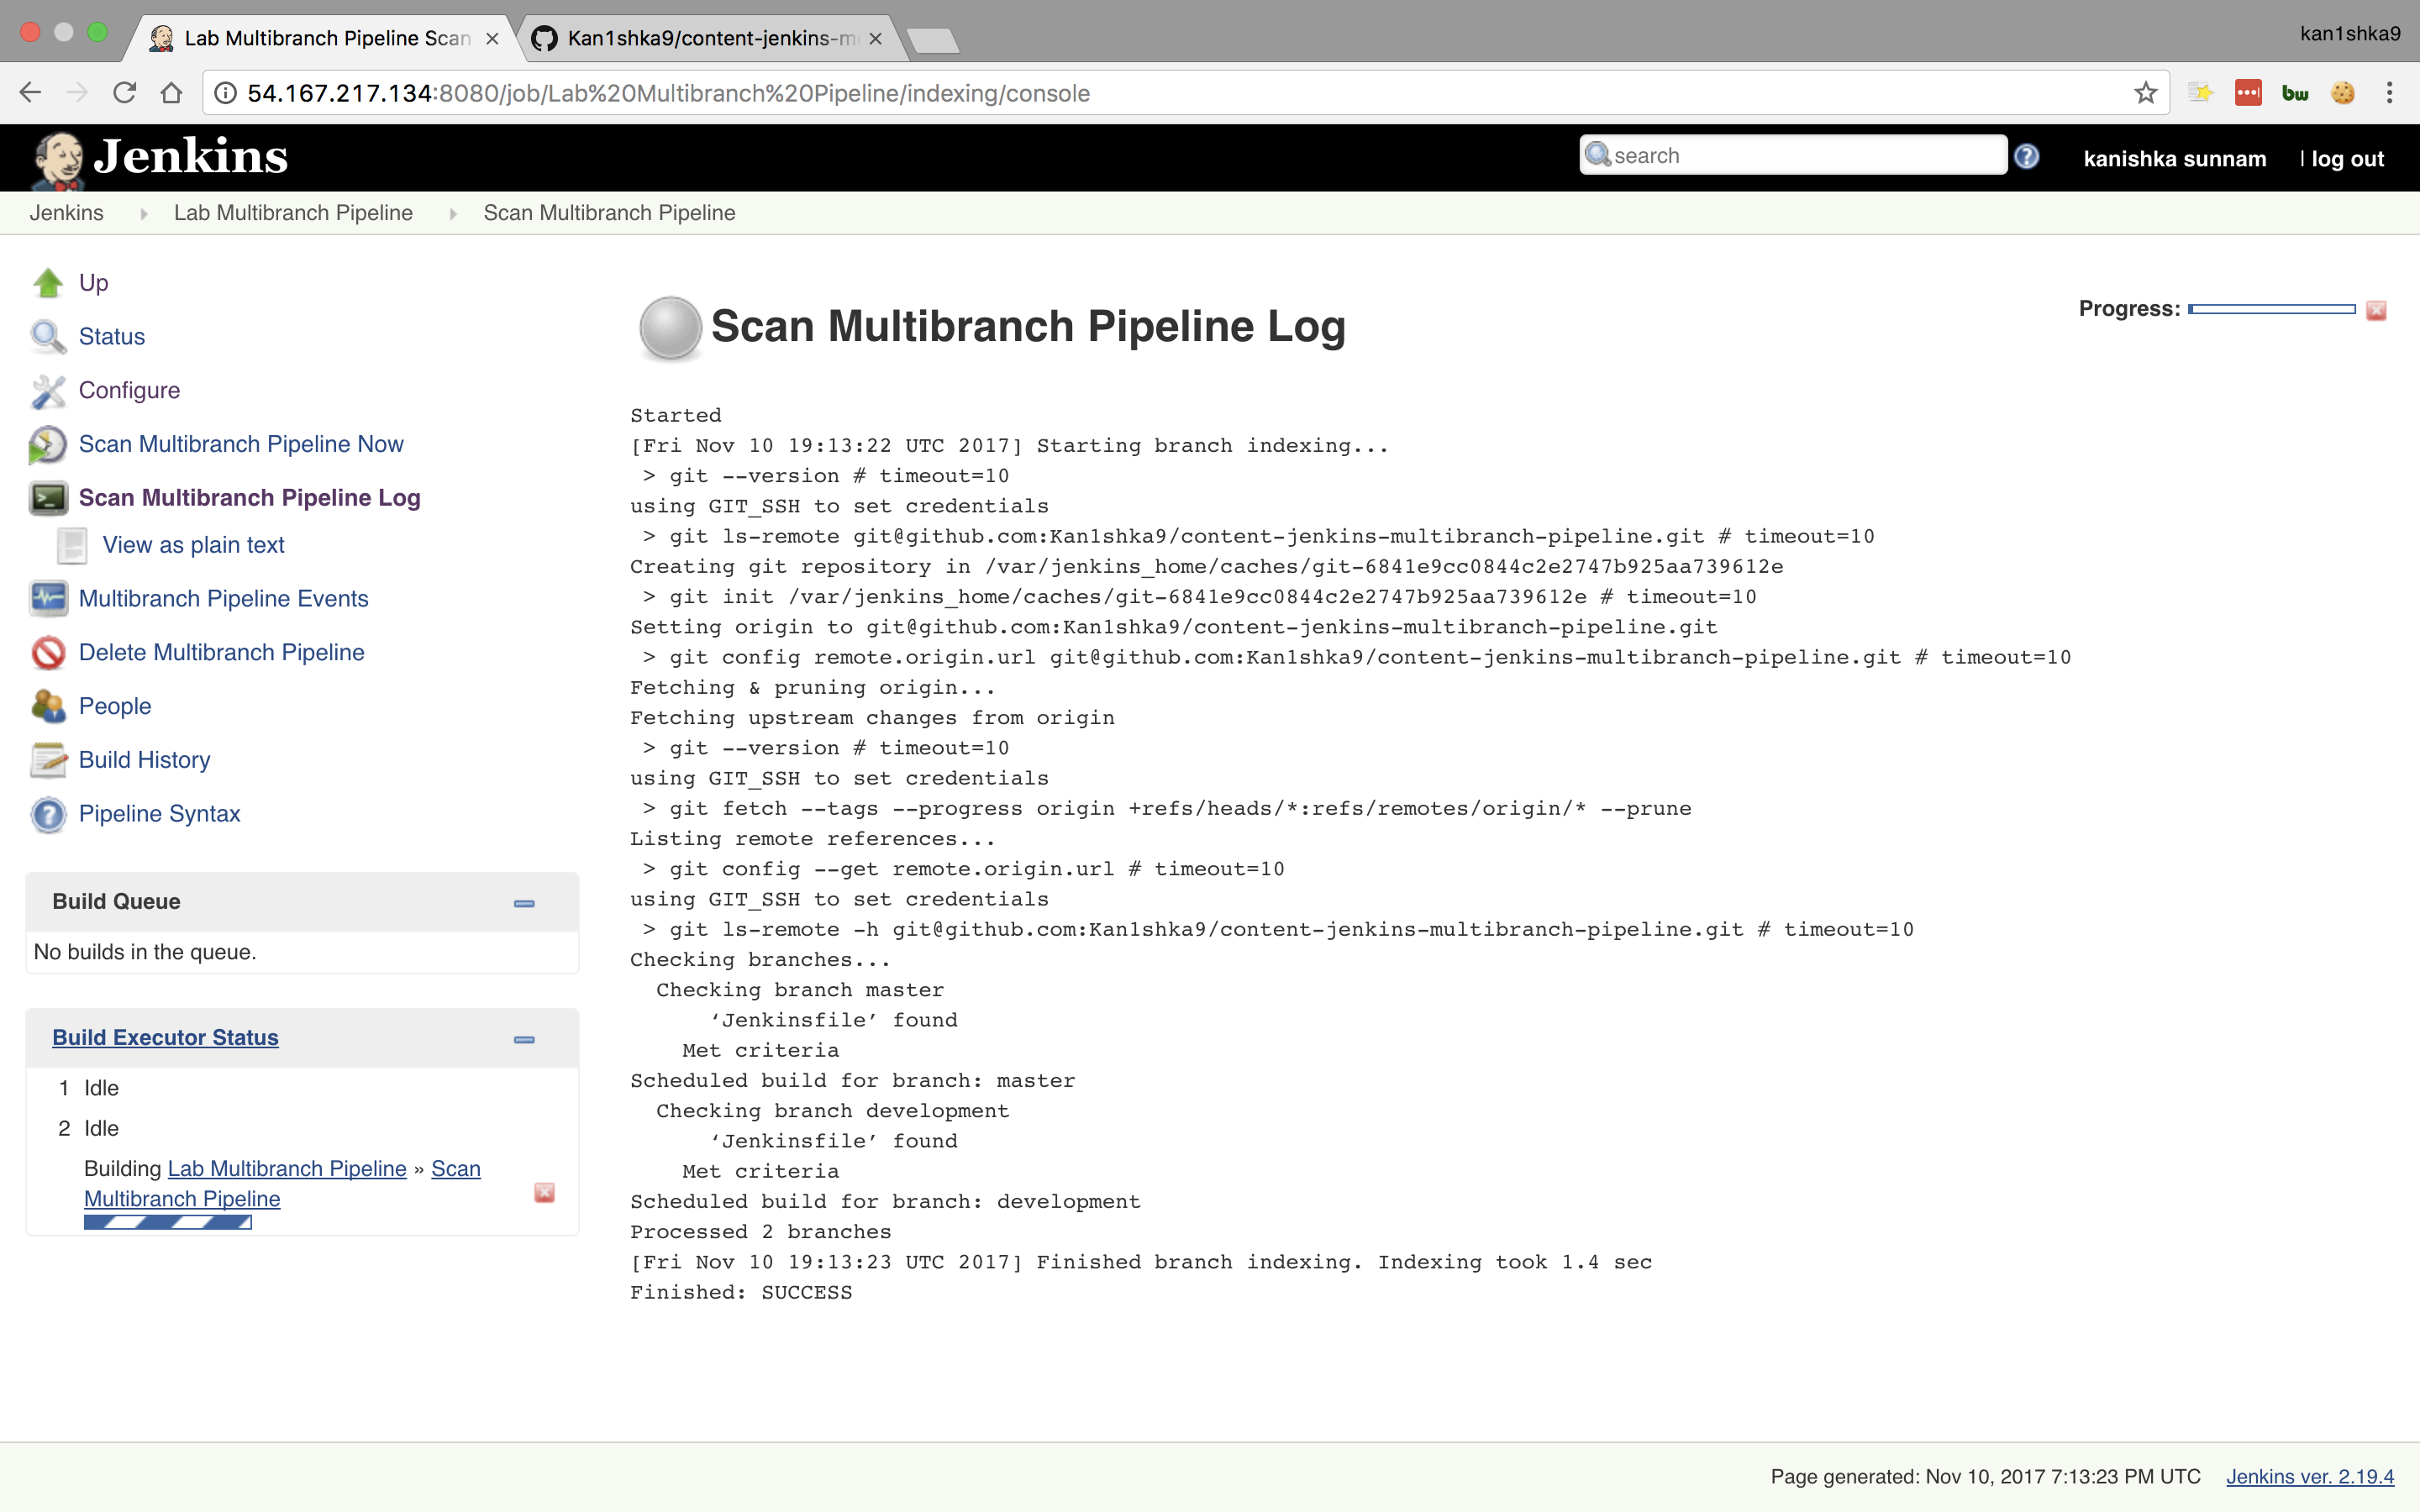 Lab Multibranch Pipeline Scan
Kan1shka9/content-jenkins-m
kan1shka9
54.167.217.134:8080/job/Lab%20Multibranch%20Pipeline/indexing/console
bw
Jenkins
search
kanishka sunnam | log out
Jenkins Lab Multibranch Pipeline Scan Multibranch Pipeline
Up
Status
Configure
Scan Multibranch Pipeline Now
Scan Multibranch Pipeline Log
View as plain text
Multibranch Pipeline Events
Delete Multibranch Pipeline
People
Build History
Pipeline Syntax
Build Queue
No builds in the queue.
Build Executor Status
1 Idle
2 Idle
Building Lab Multibranch Pipeline » Scan
Multibranch Pipeline
Scan Multibranch Pipeline Log
Progress:
Started
[Fri Nov 10 19:13:22 UTC 2017] Starting branch indexing...
 > git --version # timeout=10
using GIT_SSH to set credentials
 > git ls-remote git@github.com:Kan1shka9/content-jenkins-multibranch-pipeline.git # timeout=10
Creating git repository in /var/jenkins_home/caches/git-6841e9cc0844c2e2747b925aa739612e
 > git init /var/jenkins_home/caches/git-6841e9cc0844c2e2747b925aa739612e # timeout=10
Setting origin to git@github.com:Kan1shka9/content-jenkins-multibranch-pipeline.git
 > git config remote.origin.url git@github.com:Kan1shka9/content-jenkins-multibranch-pipeline.git # timeout=10
Fetching & pruning origin...
Fetching upstream changes from origin
 > git --version # timeout=10
using GIT_SSH to set credentials
 > git fetch --tags --progress origin +refs/heads/*:refs/remotes/origin/* --prune
Listing remote references...
 > git config --get remote.origin.url # timeout=10
using GIT_SSH to set credentials
 > git ls-remote -h git@github.com:Kan1shka9/content-jenkins-multibranch-pipeline.git # timeout=10
Checking branches...
  Checking branch master
      ‘Jenkinsfile’ found
    Met criteria
Scheduled build for branch: master
  Checking branch development
      ‘Jenkinsfile’ found
    Met criteria
Scheduled build for branch: development
Processed 2 branches
[Fri Nov 10 19:13:23 UTC 2017] Finished branch indexing. Indexing took 1.4 sec
Finished: SUCCESS
Page generated: Nov 10, 2017 7:13:23 PM UTC Jenkins ver. 2.19.4